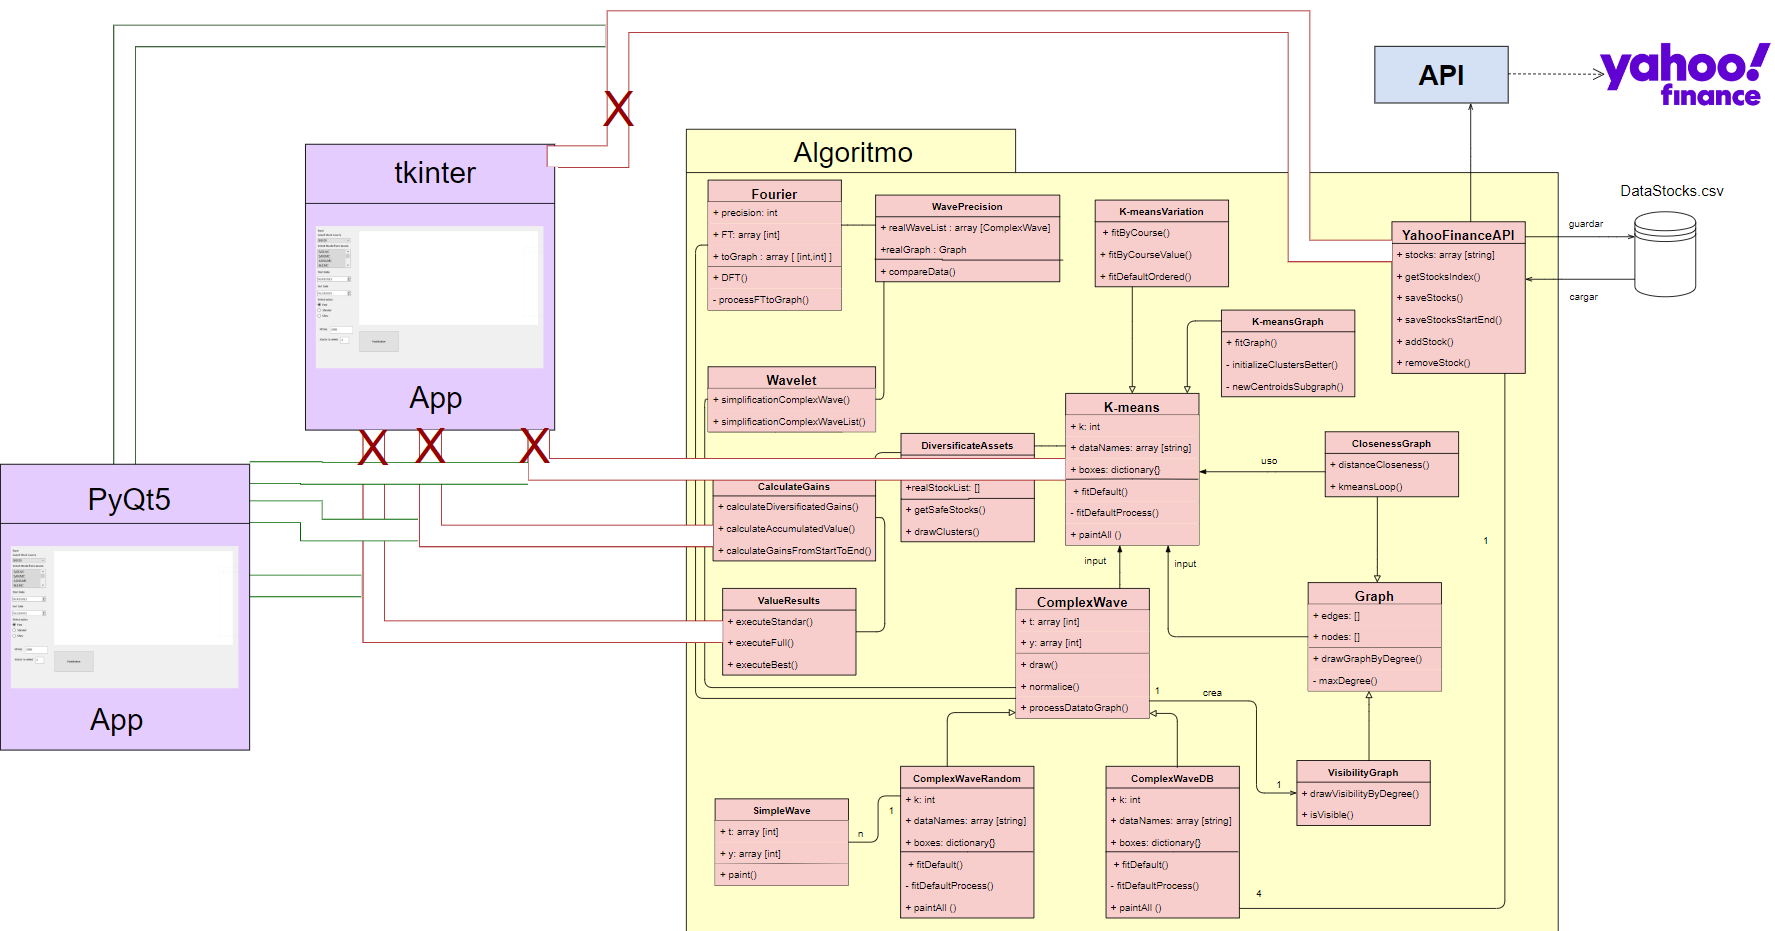 yahoo!
finance
API
X
tkinter
App
X X X
PyQt5
App
DataStocks.csv
guardar
cargar
Algoritmo
Fourier
+ precision: int
+ FT: array [int]
+ toGraph : array [ [int,int] ]
+ DFT()
- processFTtoGraph()
WavePrecision
+ realWaveList : array [ComplexWave]
+realGraph : Graph
+ compareData()
K-meansVariation
+ fitByCourse()
+ fitByCourseValue()
+ fitDefaultOrdered()
YahooFinanceAPI
+ stocks: array [string]
+ getStocksIndex()
+ saveStocks()
+ saveStocksStartEnd()
+ addStock()
+ removeStock()
K-meansGraph
+ fitGraph()
- initializeClustersBetter()
- newCentroidsSubgraph()
Wavelet
+ simplificationComplexWave()
+ simplificationComplexWaveList()
K-means
+ k: int
+ dataNames: array [string]
+ boxes: dictionary{}
+ fitDefault()
- fitDefaultProcess()
+ paintAll ()
DiversificateAssets
+realStockList: []
+ getSafeStocks()
+ drawClusters()
ClosenessGraph
+ distanceCloseness()
+ kmeansLoop()
uso
CalculateGains
+ calculateDiversificatedGains()
+ calculateAccumulatedValue()
+ calculateGainsFromStartToEnd()
1
input
input
ValueResults
+ executeStandar()
+ executeFull()
+ executeBest()
ComplexWave
+ t: array [int]
+ y: array [int]
+ draw()
+ normalice()
+ processDatatoGraph()
Graph
+ edges: []
+ nodes: []
+ drawGraphByDegree()
- maxDegree()
1
crea
1
VisibilityGraph
+ drawVisibilityByDegree()
+ isVisible()
SimpleWave
+ t: array [int]
+ y: array [int]
+ paint()
n
1
ComplexWaveRandom
+ k: int
+ dataNames: array [string]
+ boxes: dictionary{}
+ fitDefault()
- fitDefaultProcess()
+ paintAll ()
ComplexWaveDB
+ k: int
+ dataNames: array [string]
+ boxes: dictionary{}
+ fitDefault()
- fitDefaultProcess()
+ paintAll ()
4